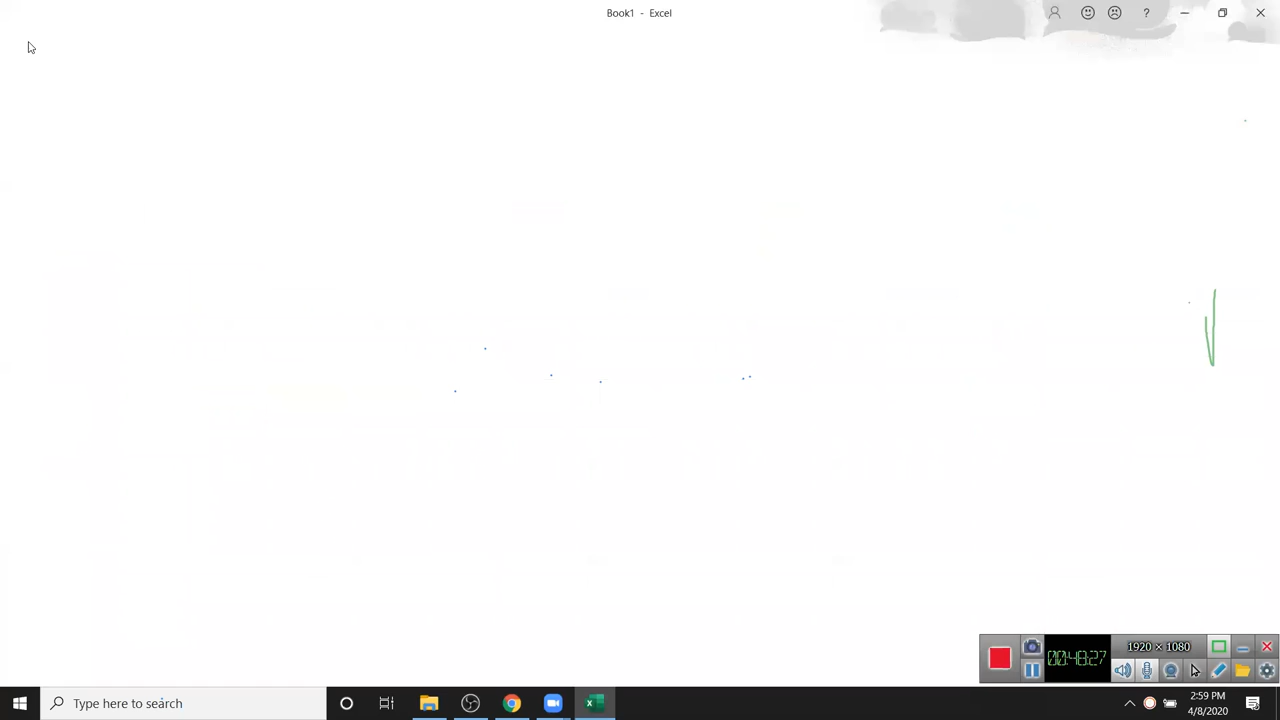 Book1 - Excel
?
1920 × 1080
00:48:27
Type here to search
2:59 PM
4/8/2020